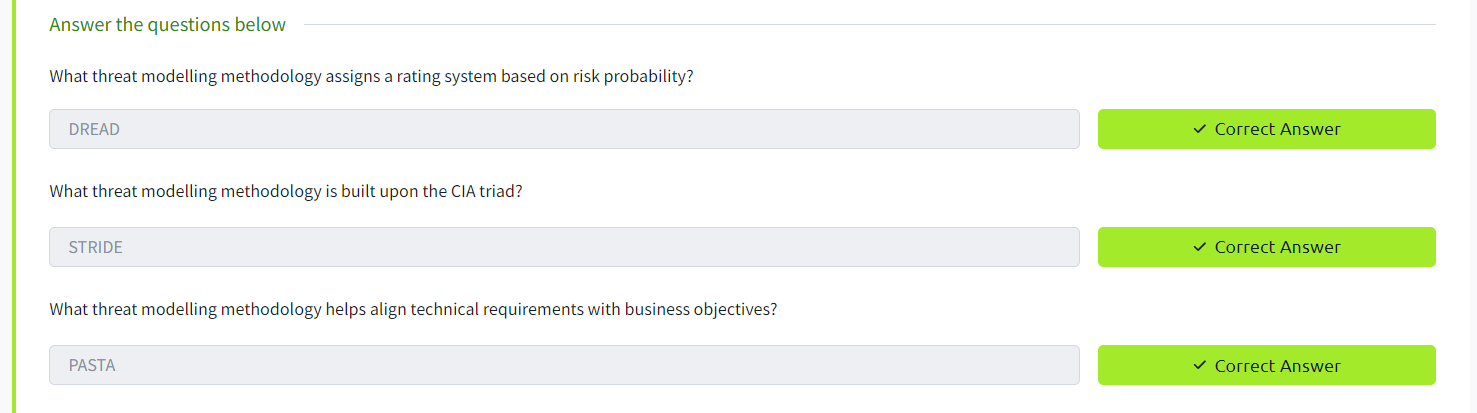 Answer the questions below
What threat modelling methodology assigns a rating system based on risk probability?
DREAD
Correct Answer
What threat modelling methodology is built upon the CIA triad?
STRIDE
Correct Answer
What threat modelling methodology helps align technical requirements with business objectives?
PASTA
Correct Answer